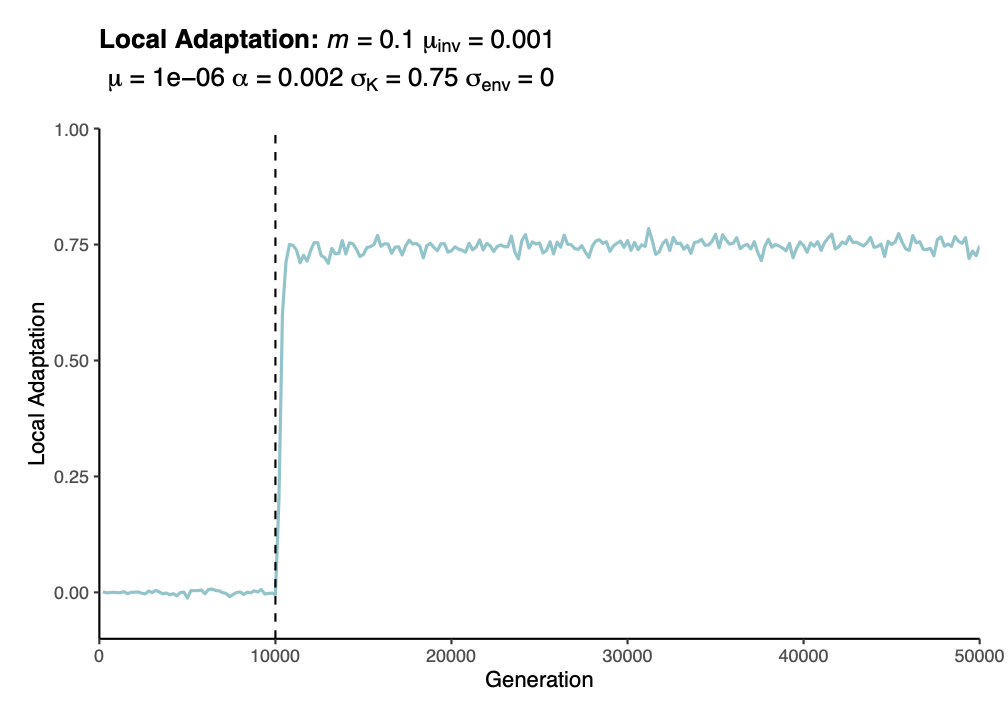 Local Adaptation: m = 0.1 μinv = 0.001
μ = 1e−06 α = 0.002 σK = 0.75 σenv = 0
1.00
0.75
0.50
0.25
0.00
Local Adaptation
0 10000 20000 30000 40000 50000
Generation